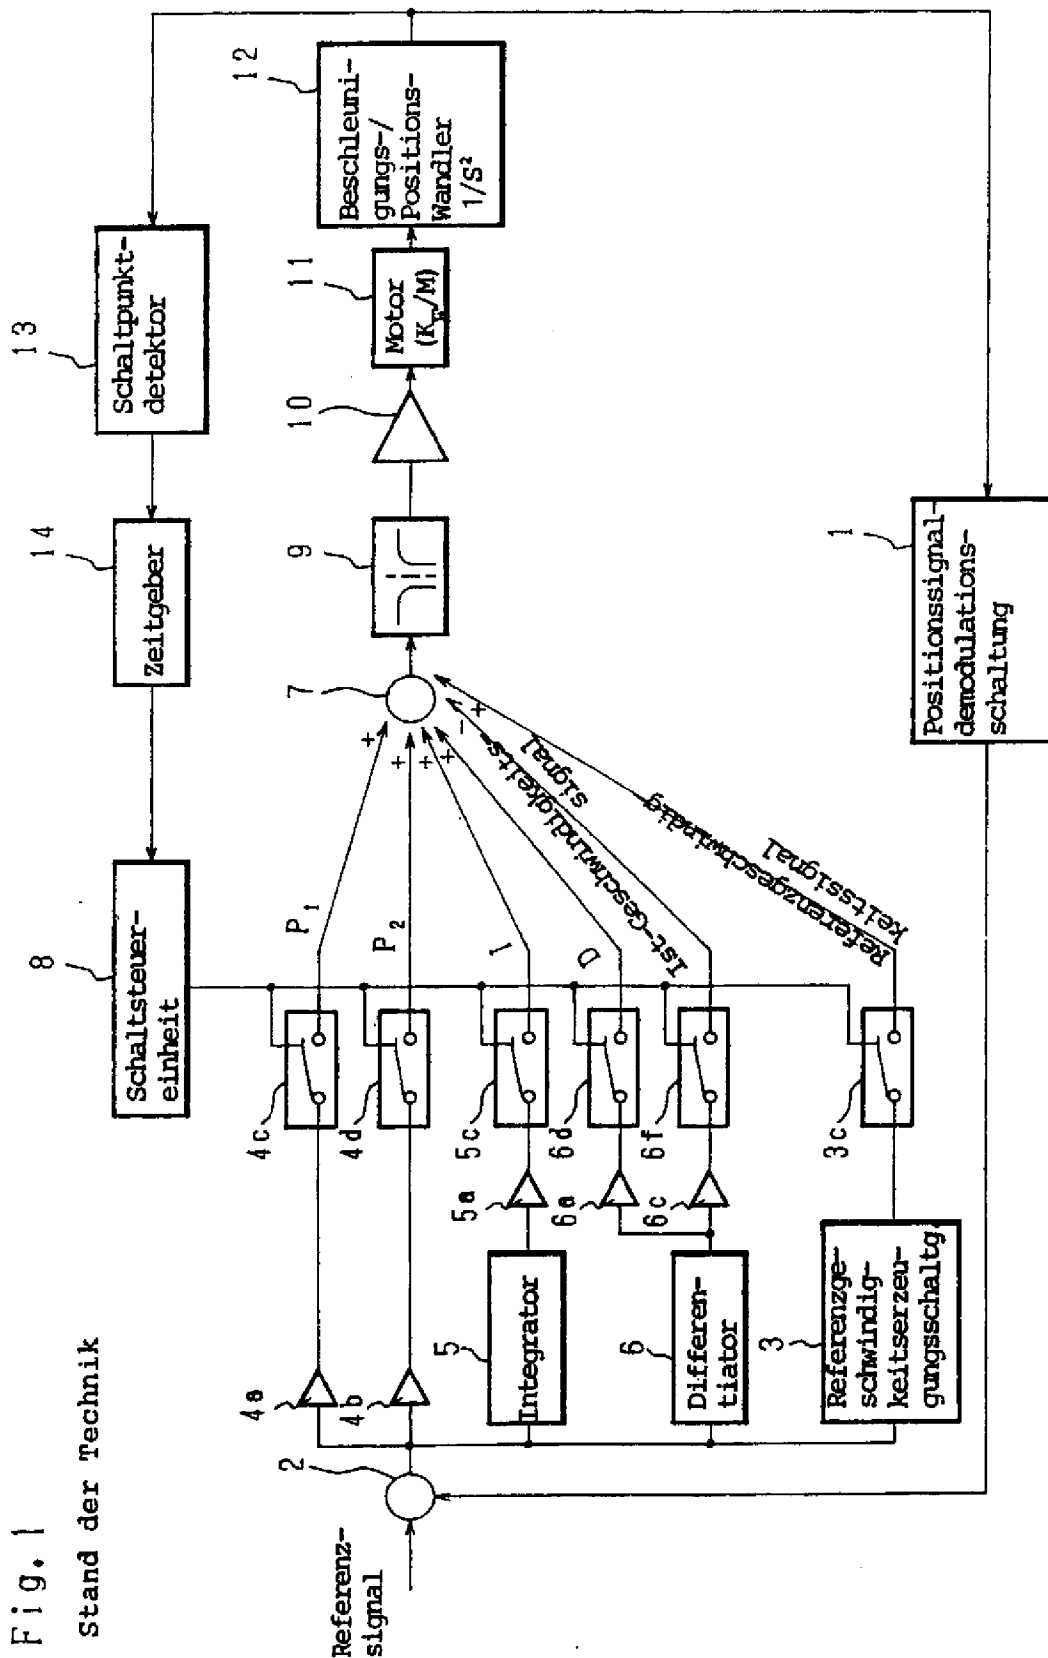 Fig.1
Stand der Technik
13
Schaltpunkt-
detektor
14
Zeitgeber
8
Schaltsteuer-
einheit
12
Beschleuni-
gungs-/
Positions-
Wandler
1/S²
11
Motor
10
9
7
+
+
+
+
-
+
P1
P2
I
D
Ist-Geschwindigkeits-
signal
Referenzgeschwindig
keitssignal
4c
4d
5c
6d
6f
3c
4a
4b
5a
6a
6c
5
Integrator
6
Differen-
tiator
3
Referenzge-
schwindig-
keitserzeu-
gungsschaltg.
2
Referenz-
signal
1
Positionssignal-
demodulations-
schaltung